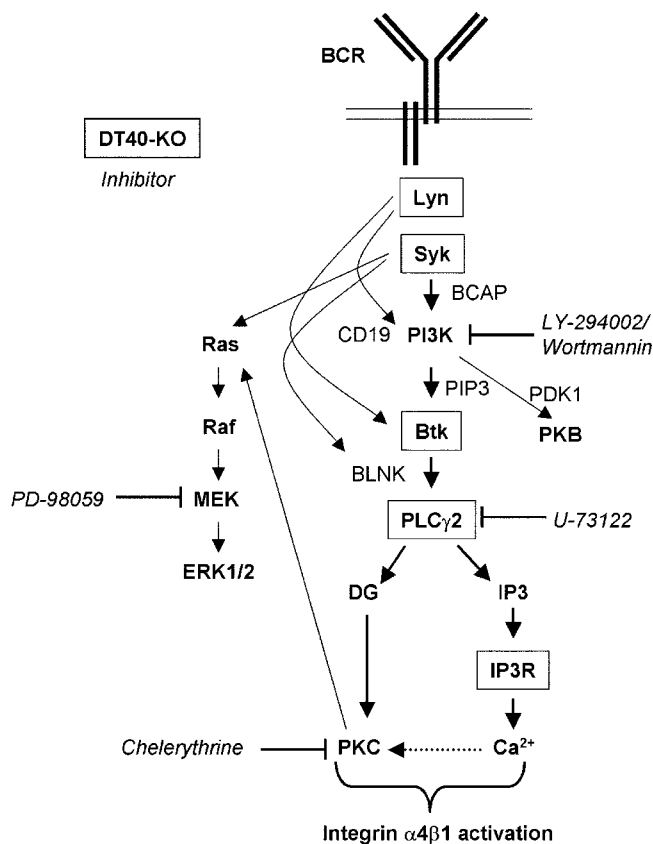 BCR
DT40-KO
Inhibitor
Lyn
Syk
BCAP
CD19
PI3K
LY-294002/
Wortmannin
Ras
PIP3
PDK1
PKB
Raf
Btk
BLNK
PD-98059
MEK
PLCγ2
U-73122
ERK1/2
DG
IP3
IP3R
Chelerythrine
PKC
Ca²⁺
Integrin α4β1 activation